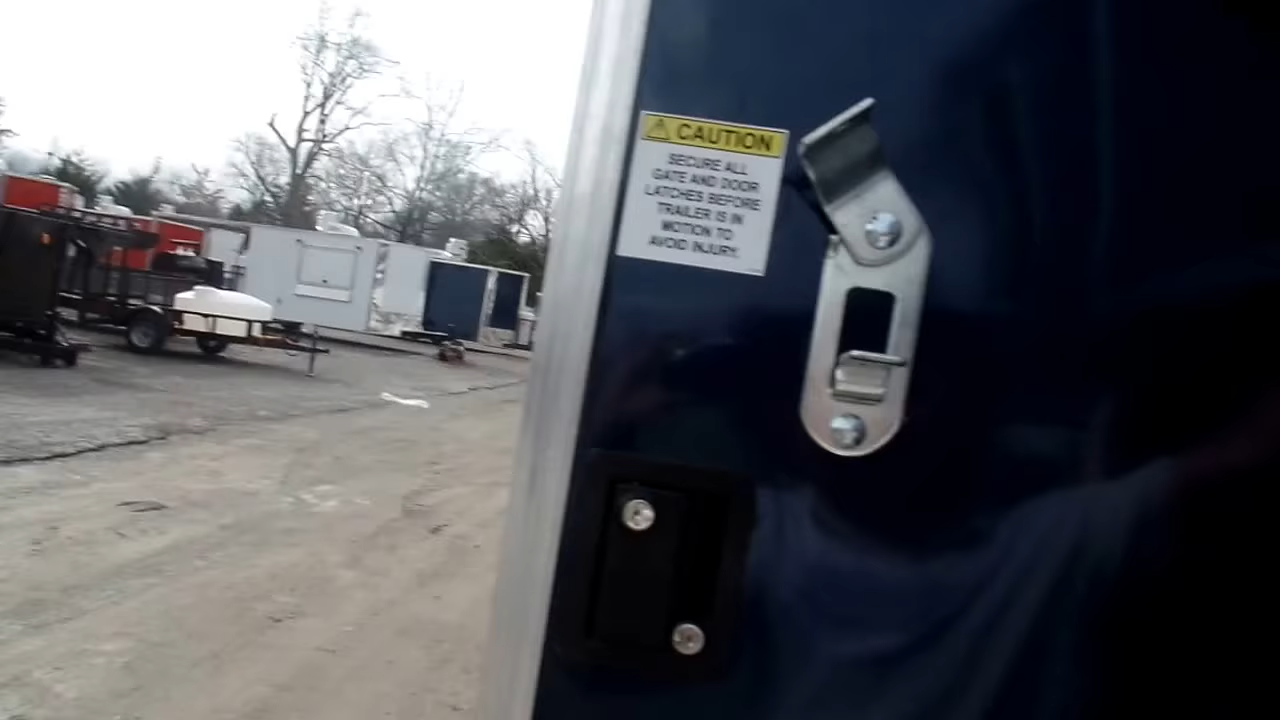 CAUTION
SECURE ALL
GATE AND DOOR
LATCHES BEFORE
TRAILER IS IN
MOTION TO
AVOID INJURY.